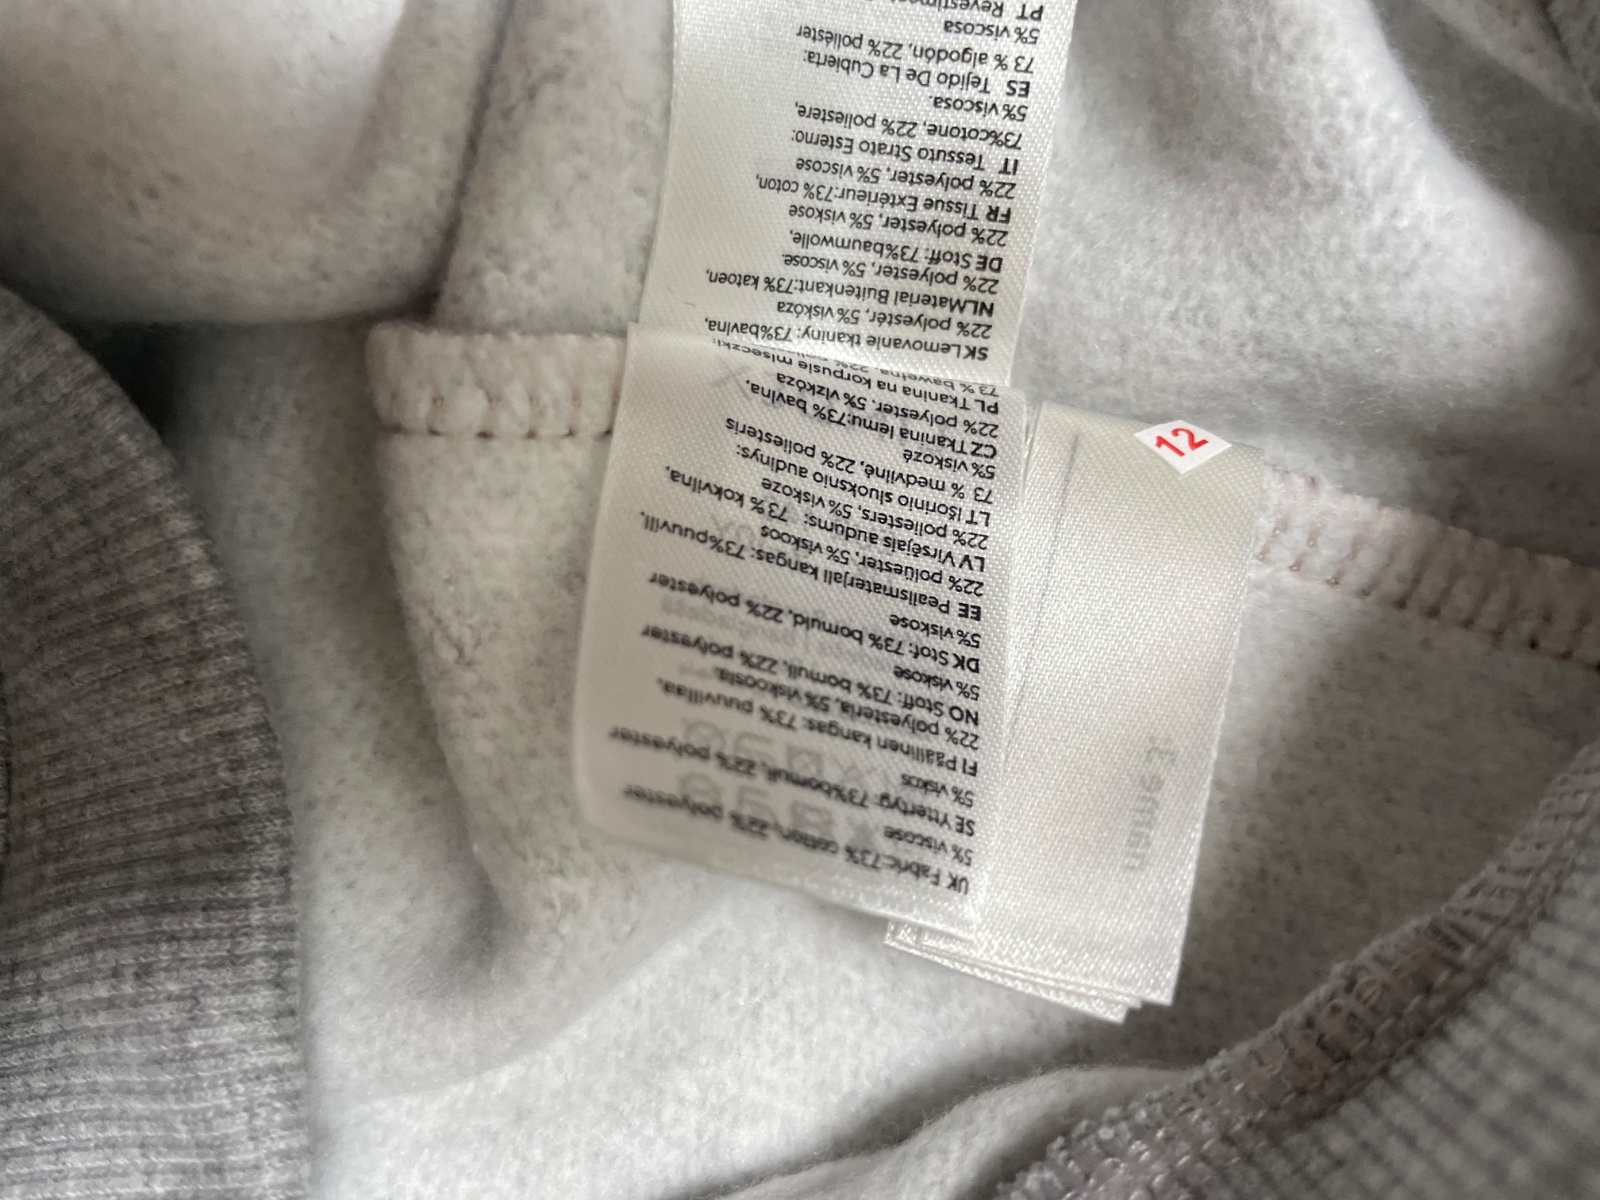 UK Fabric:73% cotton, 22% polyester
5% viscose
SE Yttertyg: 73%bomull, 22% polyester
5% viskos
FI Päällinen kangas: 73% puuvillaa,
22% polyesteria, 5% viskoosia.
NO Stoff: 73% bomull, 22% polyester
5% viskose
DK Stof: 73% bomuld, 22% polyester
5% viskose
EE Pealismaterjali kangas: 73%puuvill,
22% polüester, 5% viskoos
LV Virsējais audums: 73% kokvilna,
22% poliesters, 5% viskoze
LT Išorinio sluoksnio audinys:
73 % medvilnė, 22% poliesteris
5% viskozė
CZ Tkanina lemu:73% bavlna,
22% polyester. 5% vizkóza
PL Tkanina na korpusie miseczki:
73 % bawełna, 22%
SK Lemovanie tkaniny: 73%bavlna,
22% polyester, 5% viskóza
NL Material Buitenkant:73% katoen,
22% polyester, 5% viscose.
DE Stoff: 73%baumwolle,
22% polyester, 5% viskose
FR Tissue Extérieur:73% coton,
22% polyester, 5% viscose
IT Tessuto Strato Esterno:
73%cotone, 22% poliestere,
5% viscosa.
ES Tejido De La Cubierta:
73 % algodón, 22% poliéster
5% viscosa
PT
12